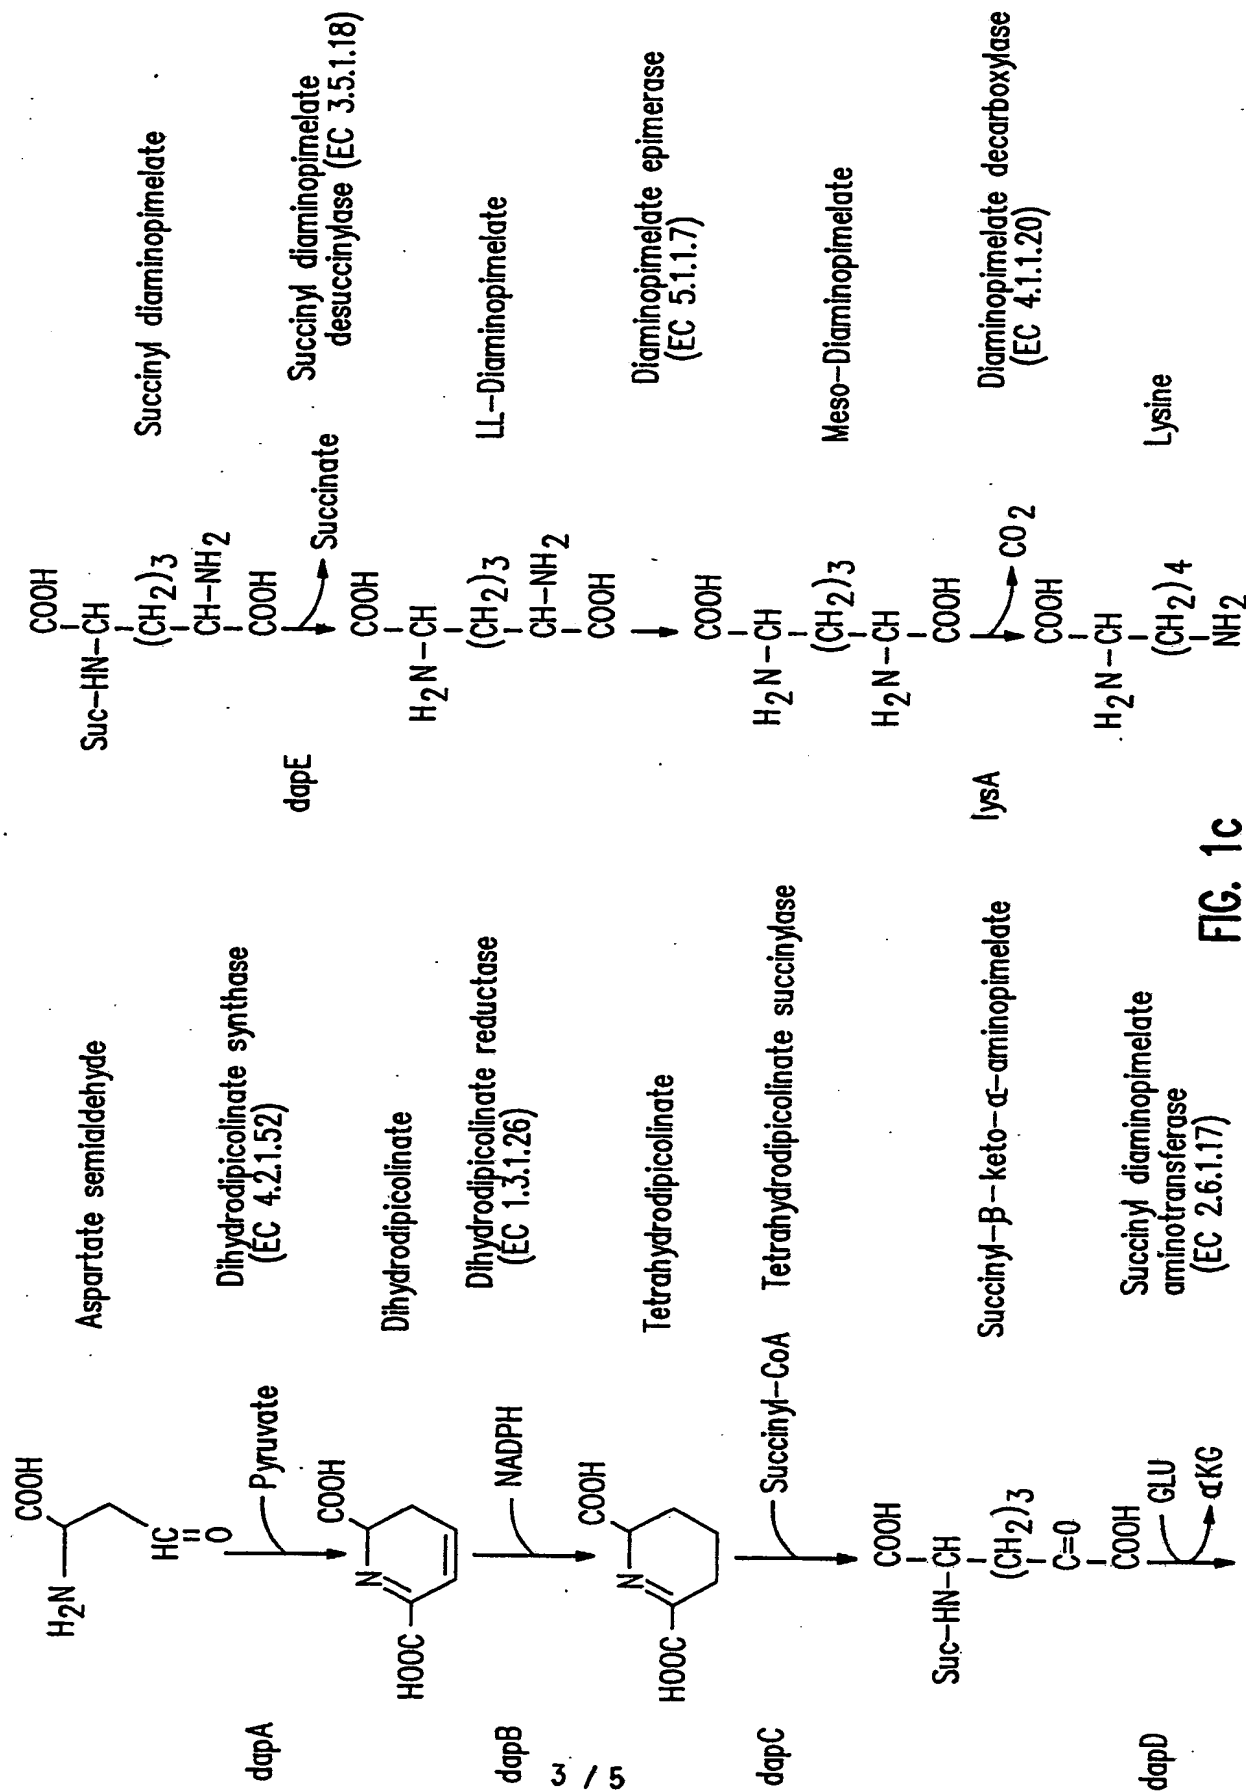 H2N
COOH
HC
O
Aspartate semialdehyde
dapA
Pyruvate
Dihydrodipicolinate synthase
(EC 4.2.1.52)
COOH
N
HOOC
Dihydrodipicolinate
dapB
NADPH
Dihydrodipicolinate reductase
(EC 1.3.1.26)
COOH
N
HOOC
Tetrahydrodipicolinate
dapC
Succinyl-CoA
Tetrahydrodipicolinate succinylase
COOH
Suc-HN-CH
(CH2)3
C=O
COOH
Succinyl-β-keto-α-aminopimelate
dapD
GLU
αKG
Succinyl diaminopimelate
aminotransferase
(EC 2.6.1.17)
COOH
Suc-HN-CH
(CH2)3
CH-NH2
COOH
Succinyl diaminopimelate
dapE
Succinate
Succinyl diaminopimelate
desuccinylase (EC 3.5.1.18)
COOH
H2N-CH
(CH2)3
CH-NH2
COOH
LL-Diaminopimelate
Diaminopimelate epimerase
(EC 5.1.1.7)
COOH
H2N-CH
(CH2)3
H2N-CH
COOH
Meso-Diaminopimelate
lysA
CO2
Diaminopimelate decarboxylase
(EC 4.1.1.20)
COOH
H2N-CH
(CH2)4
NH2
Lysine
FIG. 1c
3 / 5